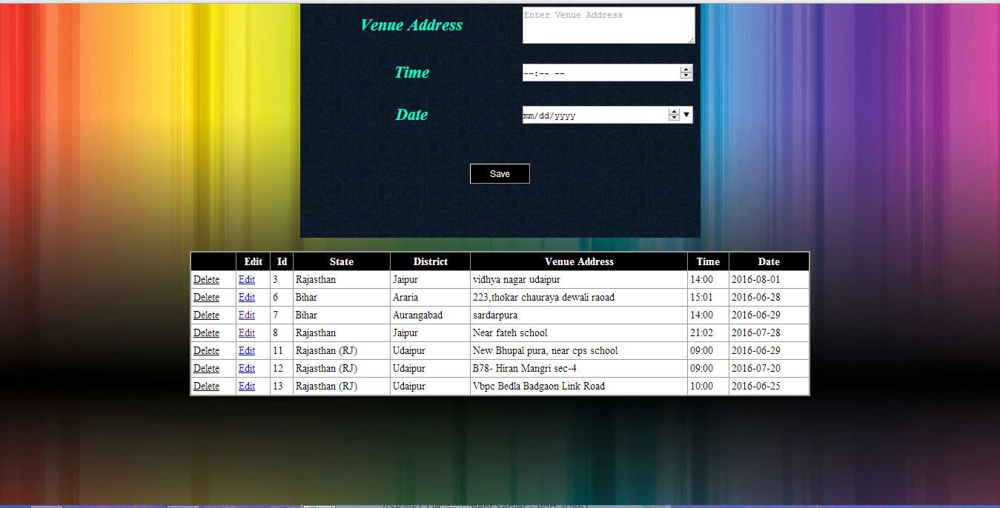 Venue Address
Enter Venue Address
Time
--:-- --
Date
mm/dd/yyyy
Save
Edit Id State District Venue Address Time Date
Delete Edit 3 Rajasthan Jaipur vidhya nagar udaipur 14:00 2016-08-01
Delete Edit 6 Bihar Araria 223,thokar chauraya dewali raoad 15:01 2016-06-28
Delete Edit 7 Bihar Aurangabad sardarpura 14:00 2016-06-29
Delete Edit 8 Rajasthan Jaipur Near fateh school 21:02 2016-07-28
Delete Edit 11 Rajasthan (RJ) Udaipur New Bhupal pura, near cps school 09:00 2016-06-29
Delete Edit 12 Rajasthan (RJ) Udaipur B78- Hiran Mangri sec-4 09:00 2016-07-20
Delete Edit 13 Rajasthan (RJ) Udaipur Vbpc Bedla Badgaon Link Road 10:00 2016-06-25
ASP.NET Development Server - Port